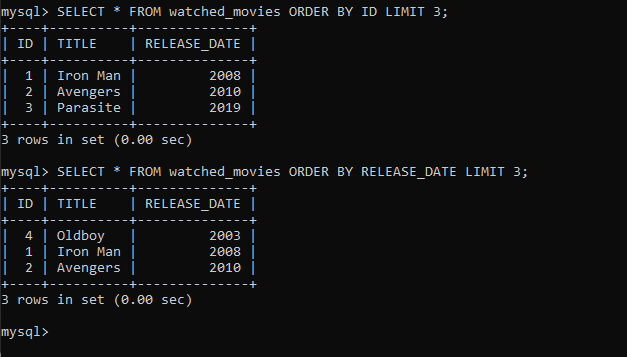 mysql> SELECT * FROM watched_movies ORDER BY ID LIMIT 3;
+----+----------+--------------+
| ID | TITLE    | RELEASE_DATE |
+----+----------+--------------+
|  1 | Iron Man |         2008 |
|  2 | Avengers |         2010 |
|  3 | Parasite |         2019 |
+----+----------+--------------+
3 rows in set (0.00 sec)
mysql> SELECT * FROM watched_movies ORDER BY RELEASE_DATE LIMIT 3;
+----+----------+--------------+
| ID | TITLE    | RELEASE_DATE |
+----+----------+--------------+
|  4 | Oldboy   |         2003 |
|  1 | Iron Man |         2008 |
|  2 | Avengers |         2010 |
+----+----------+--------------+
3 rows in set (0.00 sec)
mysql>